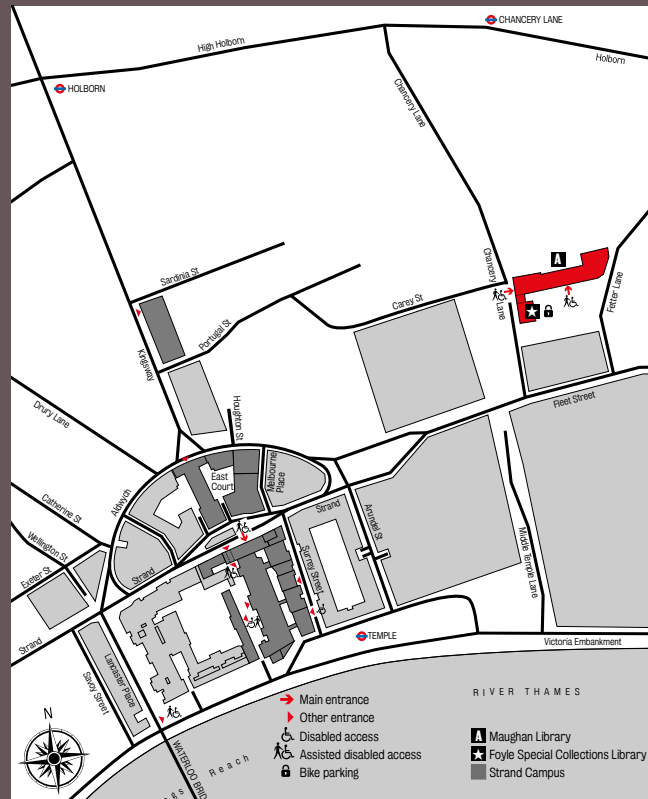 CHANCERY LANE
High Holborn
Holborn
HOLBORN
Chancery Lane
Chancery
Lane
A
Fetter Lane
Sardinia St
Carey St
Portugal St
Kingsway
Houghton St
Drury Lane
Fleet Street
East
Court
Melbourne
Place
Aldwych
Catherine St
Strand
Arundel St
Wellington St
Surrey Street
Middle Temple Lane
Exeter St
Strand
Strand
TEMPLE
Victoria Embankment
Lancaster Place
Savoy Street
RIVER THAMES
N
WATERLOO BRID
Reach
Main entrance
Other entrance
Disabled access
Assisted disabled access
Bike parking
A Maughan Library
Foyle Special Collections Library
Strand Campus